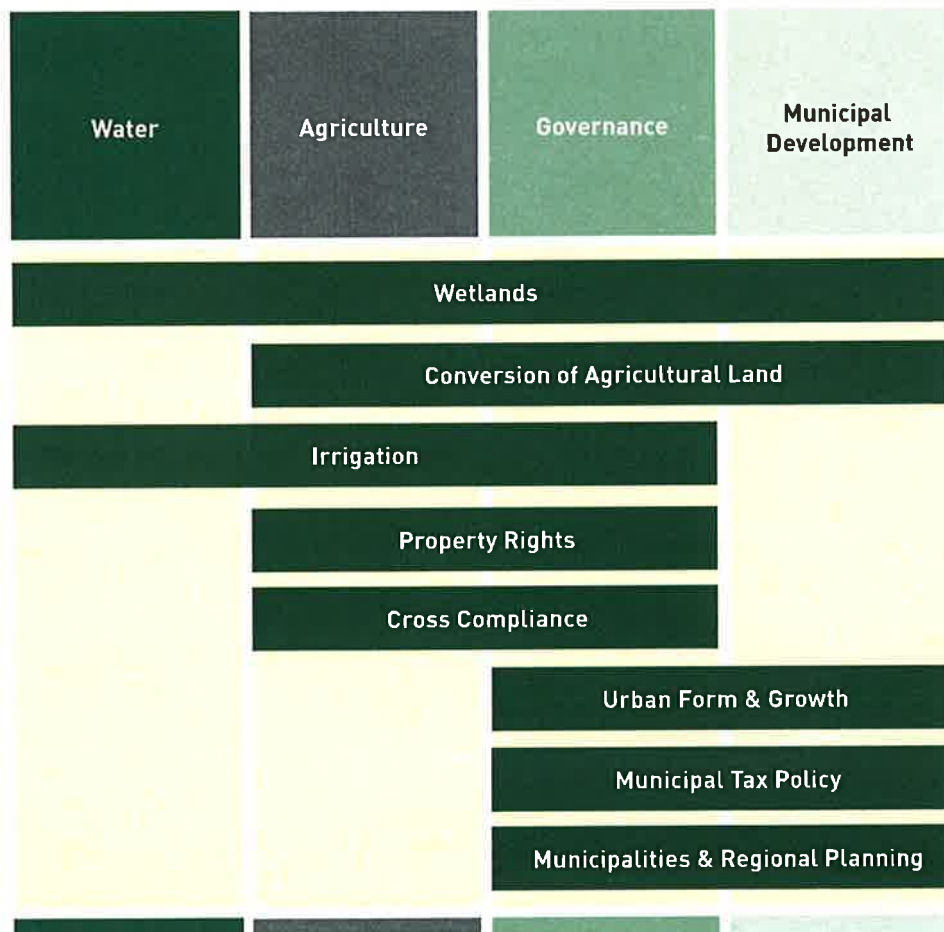 Water
Agriculture
Governance
Municipal
Development
Wetlands
Conversion of Agricultural Land
Irrigation
Property Rights
Cross Compliance
Urban Form & Growth
Municipal Tax Policy
Municipalities & Regional Planning